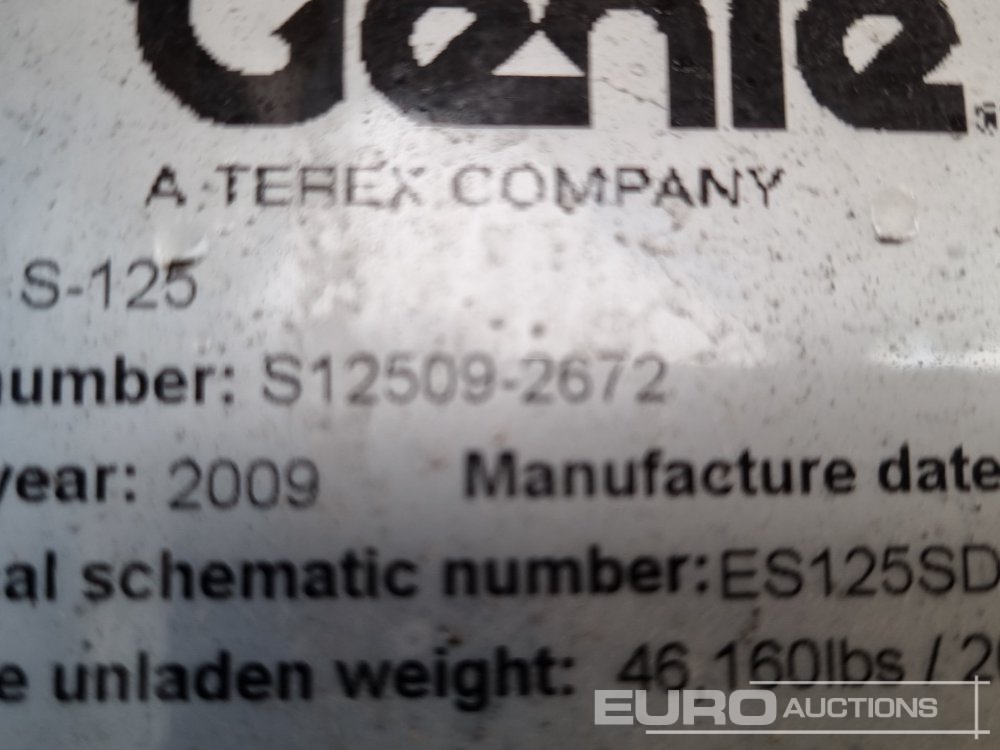 Genie
A TEREX COMPANY
S-125
number: S12509-2672
year: 2009 Manufacture date
al schematic number: ES125SD
e unladen weight: 46,160lbs / 20
EURO AUCTIONS